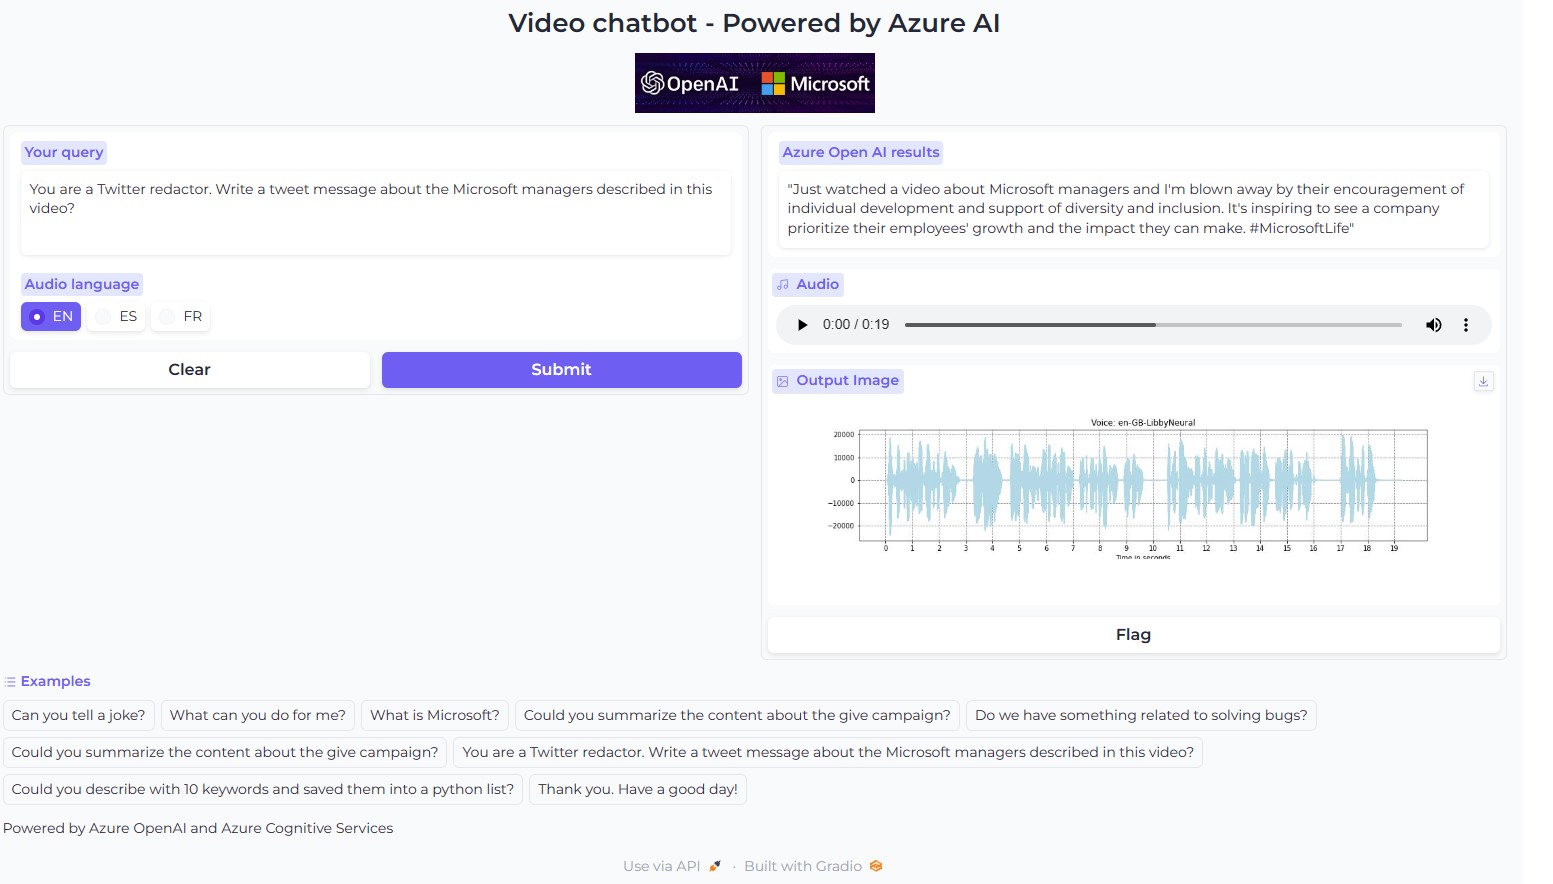 Video chatbot - Powered by Azure AI
OpenAI Microsoft
Your query
You are a Twitter redactor. Write a tweet message about the Microsoft managers described in this
video?
Audio language
EN ES FR
Clear Submit
Azure Open AI results
"Just watched a video about Microsoft managers and I'm blown away by their encouragement of
individual development and support of diversity and inclusion. It's inspiring to see a company
prioritize their employees' growth and the impact they can make. #MicrosoftLife"
Audio
0:00 / 0:19
Output Image
Voice: en-GB-LibbyNeural
20000
10000
0
−10000
−20000
0 1 2 3 4 5 6 7 8 9 10 11 12 13 14 15 16 17 18 19
Time in seconds
Flag
Examples
Can you tell a joke? What can you do for me? What is Microsoft? Could you summarize the content about the give campaign? Do we have something related to solving bugs?
Could you summarize the content about the give campaign? You are a Twitter redactor. Write a tweet message about the Microsoft managers described in this video?
Could you describe with 10 keywords and saved them into a python list? Thank you. Have a good day!
Powered by Azure OpenAI and Azure Cognitive Services
Use via API · Built with Gradio